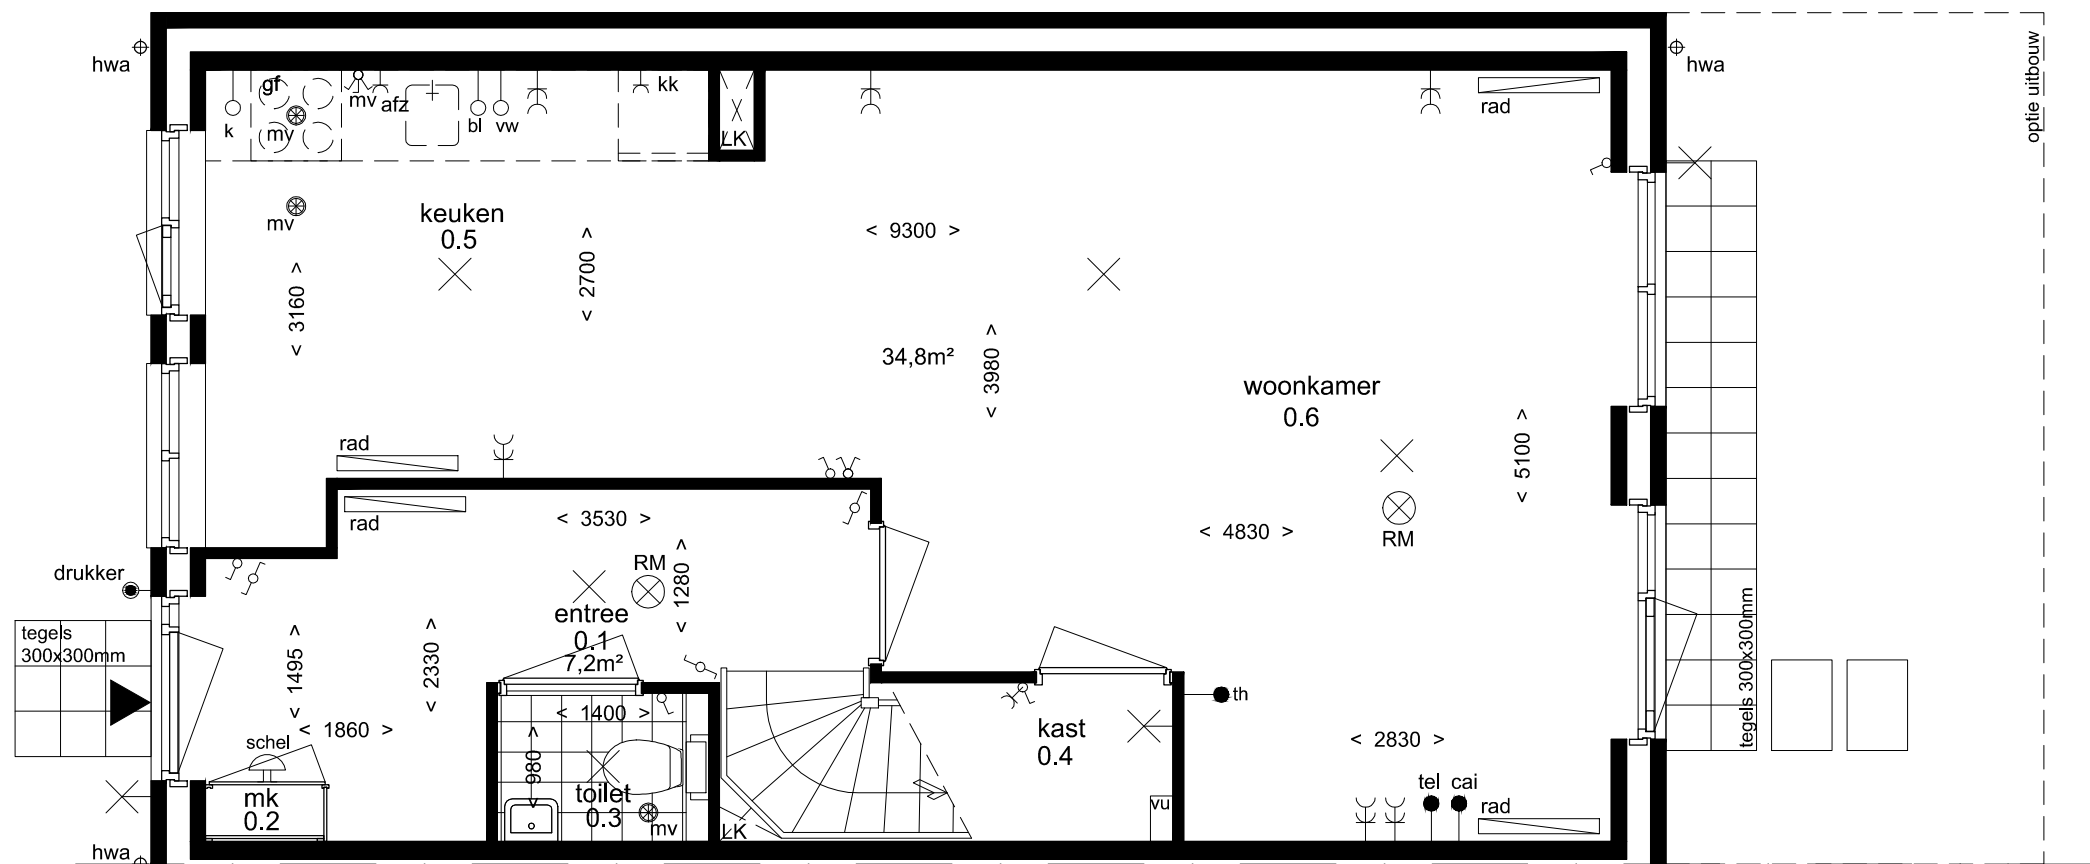 hwa
hwa
optie uitbouw
gf
mv
afz
kk
rad
k
mv
bl
vw
LK
mv
keuken
0.5
< 9300 >
< 2700 >
< 3160 >
34,8m²
< 3980 >
woonkamer
0.6
< 5100 >
rad
rad
< 3530 >
< 4830 >
RM
RM
< 1280 >
drukker
entree
0.1
7,2m²
tegels
300x300mm
< 1495 >
< 2330 >
tegels 300x300mm
th
< 1400 >
< 1860 >
kast
0.4
< 2830 >
schel
< 980 >
mk
0.2
toilet
0.3
mv
LK
vu
tel
cai
rad
hwa